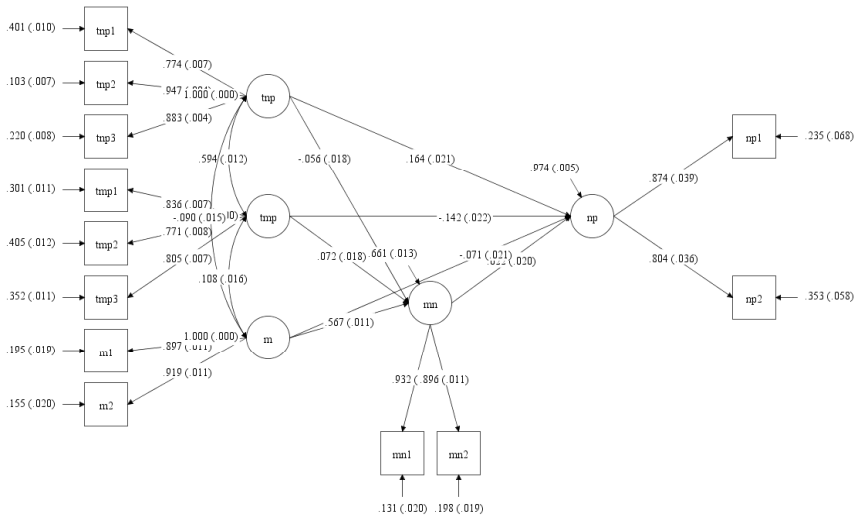 .401 (.010)
tnp1
.774 (.007)
.103 (.007)
tnp2
.947
1.000 (.000)
tnp
.220 (.008)
tnp3
.883 (.004)
np1
.235 (.068)
.594 (.012)
-.056 (.018)
.164 (.021)
.974 (.005)
.874 (.039)
.301 (.011)
tmp1
.836 (.007)
-.090 (.015)
tmp
-.142 (.022)
np
.405 (.012)
tmp2
.771 (.008)
.805 (.007)
.072 (.018)
.661 (.013)
-.071 (.021)
(.020)
.804 (.036)
.108 (.016)
.352 (.011)
tmp3
mn
np2
.353 (.058)
.567 (.011)
1.000 (.000)
m
.195 (.019)
m1
.897 (.011)
.919 (.011)
.932
.896 (.011)
.155 (.020)
m2
mn1
mn2
.131 (.020)
.198 (.019)